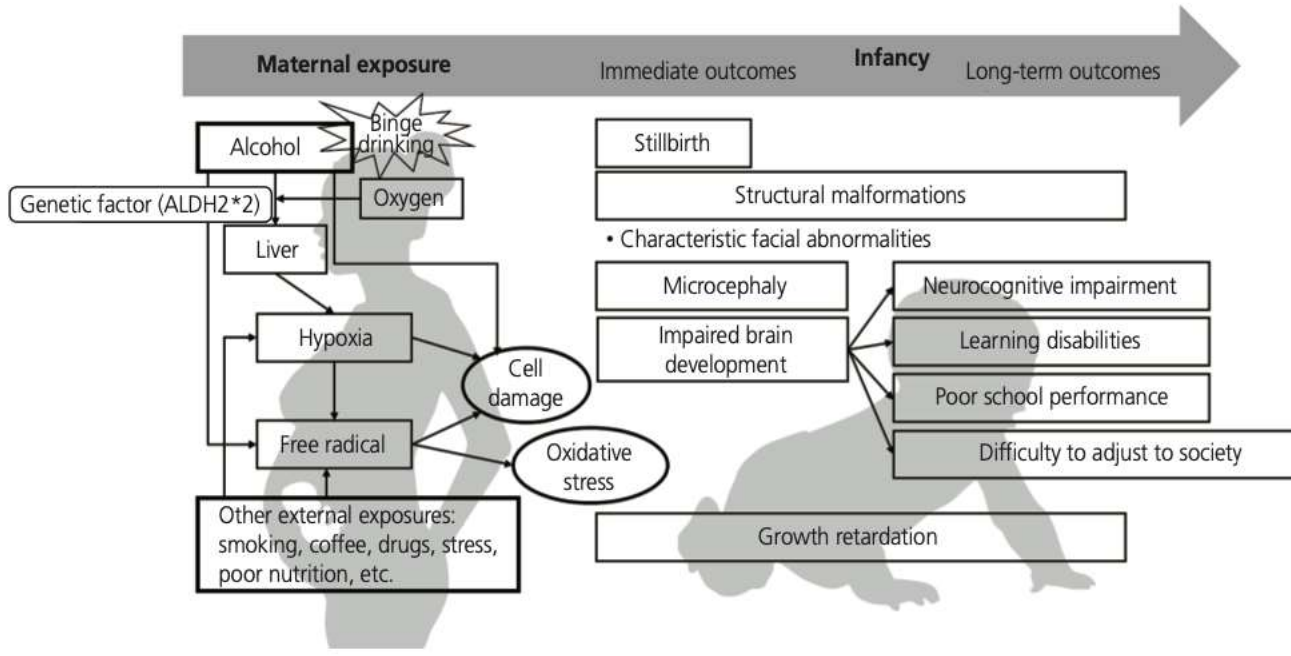 Maternal exposure
Immediate outcomes
Infancy
Long-term outcomes
Binge
drinking
Alcohol
Genetic factor (ALDH2*2)
Oxygen
Liver
Hypoxia
Cell
damage
Free radical
Oxidative
stress
Other external exposures:
smoking, coffee, drugs, stress,
poor nutrition, etc.
Stillbirth
Structural malformations
• Characteristic facial abnormalities
Microcephaly
Impaired brain
development
Neurocognitive impairment
Learning disabilities
Poor school performance
Difficulty to adjust to society
Growth retardation